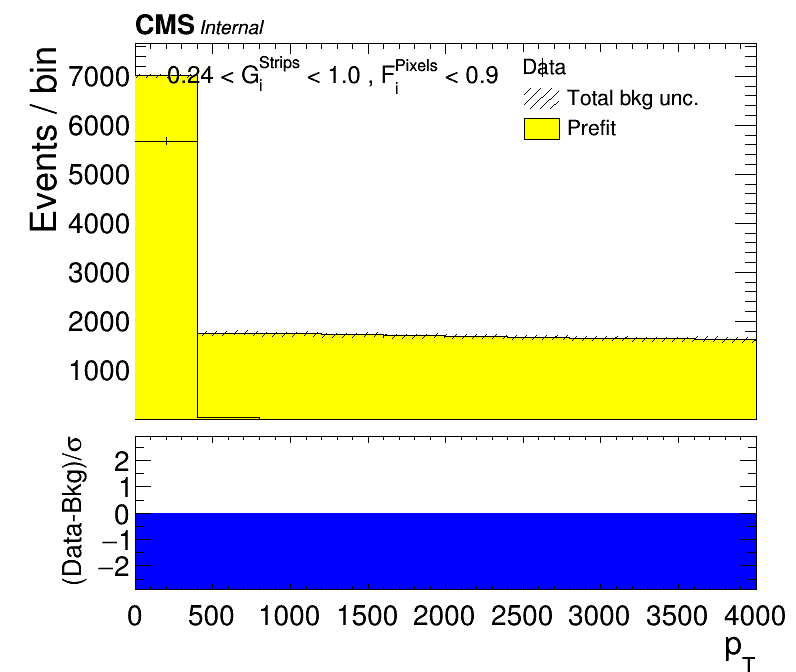 CMS Internal
Events / bin
7000
6000
5000
4000
3000
2000
1000
0.24 < G_i^Strips < 1.0 , F_i^Pixels < 0.9
Data
Total bkg unc.
Prefit
(Data-Bkg)/σ
2
1
0
−1
−2
0 500 1000 1500 2000 2500 3000 3500 4000
p_T